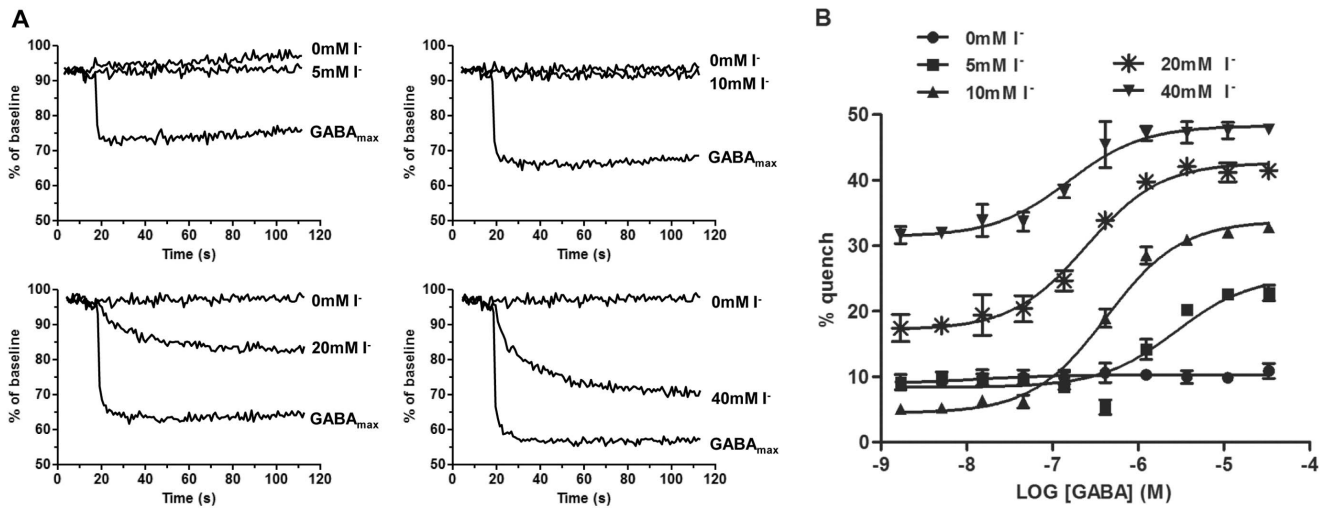 A
100
90
80
70
60
50
% of baseline
0mM I-
5mM I-
GABAmax
0 20 40 60 80 100 120
Time (s)
100
90
80
70
60
50
% of baseline
0mM I-
10mM I-
GABAmax
0 20 40 60 80 100 120
Time (s)
100
90
80
70
60
50
% of baseline
0mM I-
20mM I-
GABAmax
0 20 40 60 80 100 120
Time (s)
100
90
80
70
60
50
% of baseline
0mM I-
40mM I-
GABAmax
0 20 40 60 80 100 120
Time (s)
B
0mM I-
5mM I-
10mM I-
20mM I-
40mM I-
50
40
30
20
10
0
% quench
-9 -8 -7 -6 -5 -4
LOG [GABA] (M)